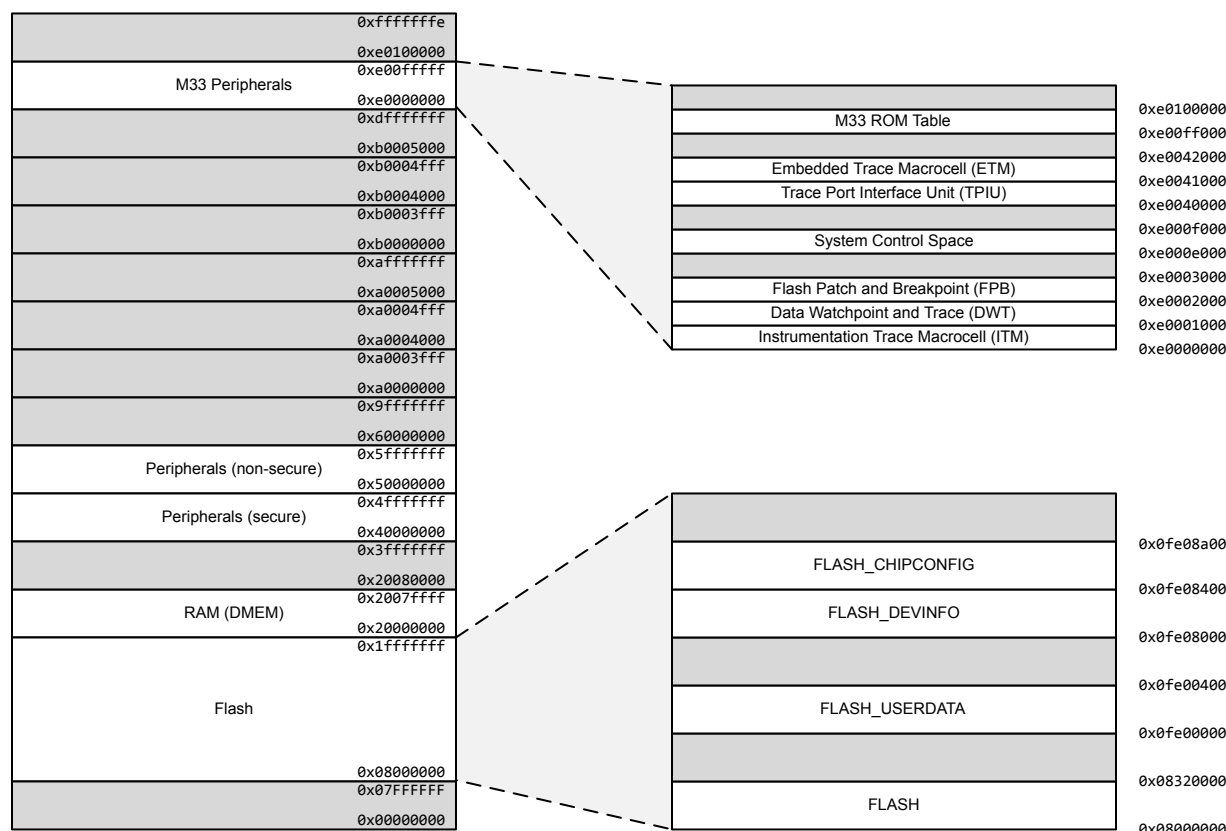 0xfffffffe
0xe0100000
M33 Peripherals
0xe00fffff
0xe0000000
0xdfffffff
0xb0005000
0xb0004fff
0xb0004000
0xb0003fff
0xb0000000
0xafffffff
0xa0005000
0xa0004fff
0xa0004000
0xa0003fff
0xa0000000
0x9fffffff
0x60000000
Peripherals (non-secure)
0x5fffffff
0x50000000
Peripherals (secure)
0x4fffffff
0x40000000
0x3fffffff
0x20080000
RAM (DMEM)
0x2007ffff
0x20000000
0x1fffffff
Flash
0x08000000
0x07FFFFFF
0x00000000
0xe0100000
M33 ROM Table
0xe00ff000
0xe0042000
Embedded Trace Macrocell (ETM)
0xe0041000
Trace Port Interface Unit (TPIU)
0xe0040000
0xe000f000
System Control Space
0xe000e000
0xe0003000
Flash Patch and Breakpoint (FPB)
0xe0002000
Data Watchpoint and Trace (DWT)
0xe0001000
Instrumentation Trace Macrocell (ITM)
0xe0000000
0x0fe08a00
FLASH_CHIPCONFIG
0x0fe08400
FLASH_DEVINFO
0x0fe08000
0x0fe00400
FLASH_USERDATA
0x0fe00000
0x08320000
FLASH
0x08000000